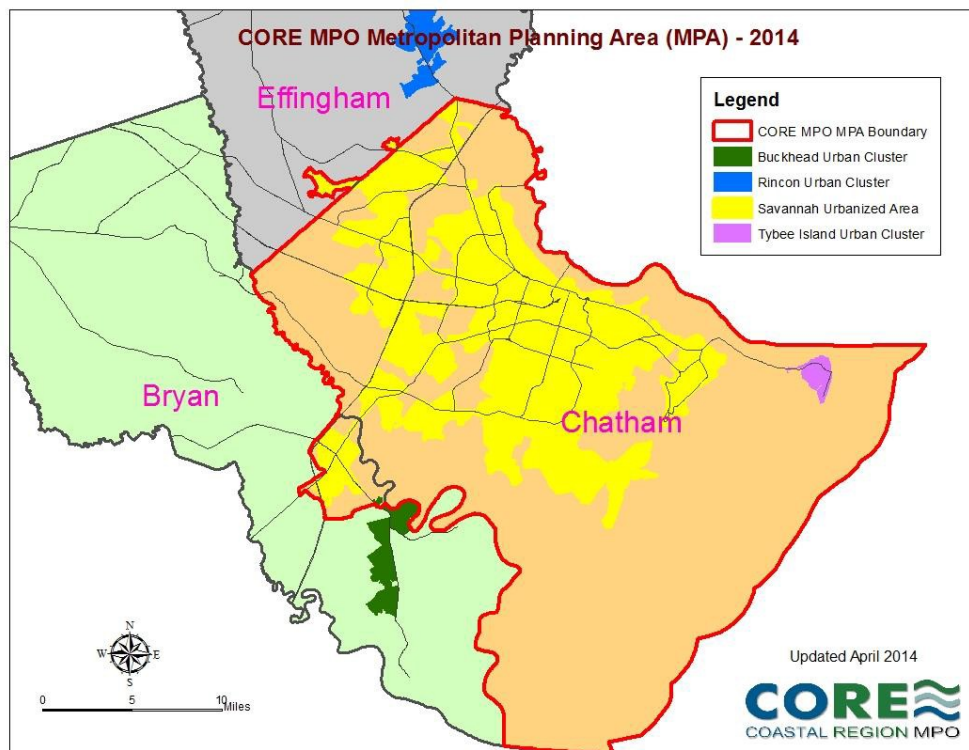 CORE MPO Metropolitan Planning Area (MPA) - 2014
Effingham
Legend
CORE MPO MPA Boundary
Buckhead Urban Cluster
Rincon Urban Cluster
Savannah Urbanized Area
Tybee Island Urban Cluster
Bryan
Chatham
N
W E
S
0 5 10
Miles
Updated April 2014
CORE
COASTAL REGION MPO